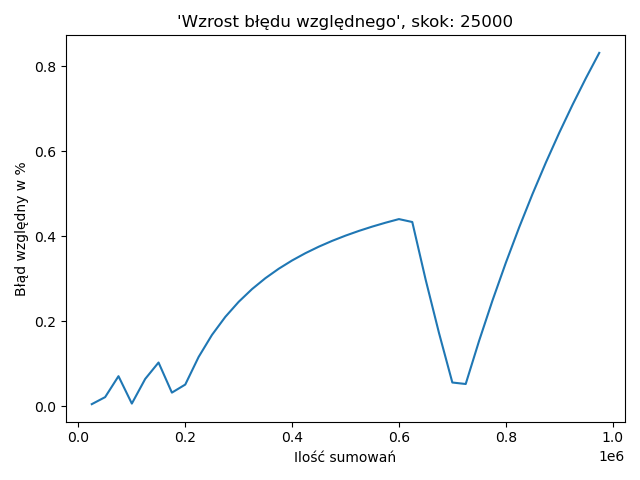 'Wzrost błędu względnego', skok: 25000
Błąd względny w %
0.8
0.6
0.4
0.2
0.0
0.0 0.2 0.4 0.6 0.8 1.0
1e6
Ilość sumowań